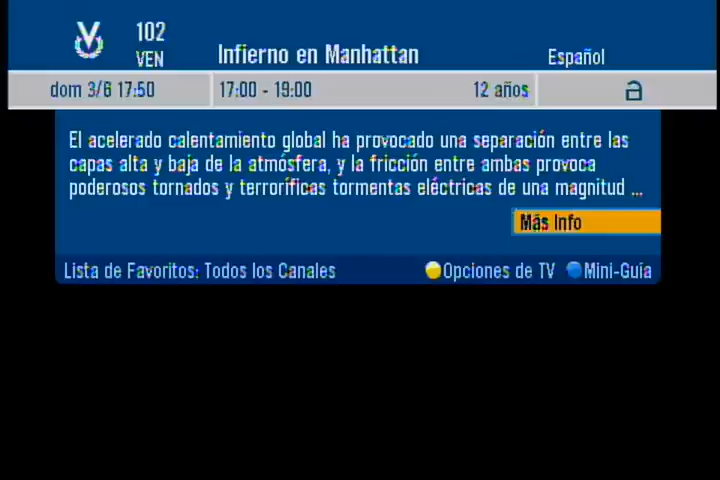 102
VEN
Infierno en Manhattan
Español
dom 3/6 17:50
17:00 - 19:00
12 años
El acelerado calentamiento global ha provocado una separación entre las
capas alta y baja de la atmósfera, y la fricción entre ambas provoca
poderosos tornados y terroríficas tormentas eléctricas de una magnitud ...
Más Info
Lista de Favoritos: Todos los Canales
Opciones de TV
Mini-Guía